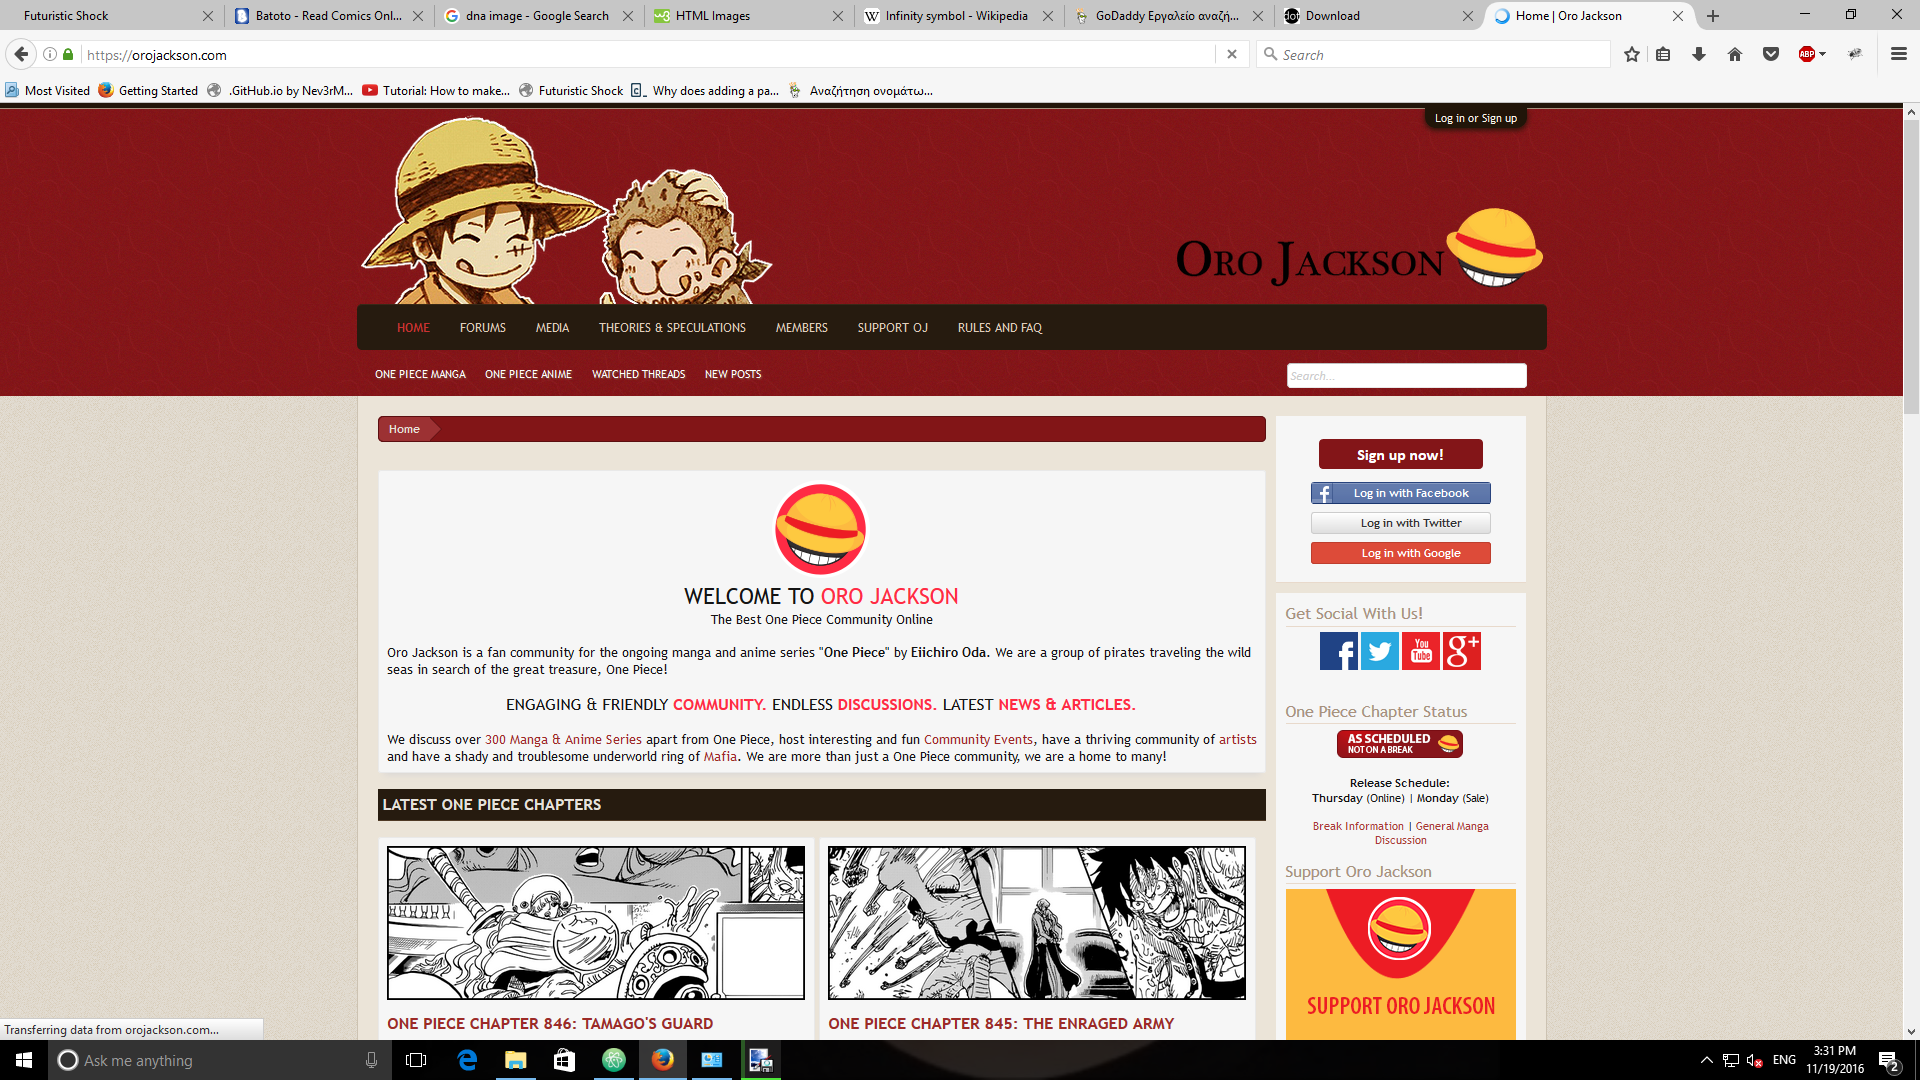 Futuristic Shock
Batoto - Read Comics Onl...
dna image - Google Search
HTML Images
Infinity symbol - Wikipedia
GoDaddy Εργαλείο αναζή...
Download
Home | Oro Jackson
https://orojackson.com
Search
ABP
Most Visited
Getting Started
.GitHub.io by Nev3rM...
Tutorial: How to make...
Futuristic Shock
Why does adding a pa...
Αναζήτηση ονομάτω...
Log in or Sign up
ORO JACKSON
HOME
FORUMS
MEDIA
THEORIES & SPECULATIONS
MEMBERS
SUPPORT OJ
RULES AND FAQ
ONE PIECE MANGA
ONE PIECE ANIME
WATCHED THREADS
NEW POSTS
Search...
Home
WELCOME TO ORO JACKSON
The Best One Piece Community Online
Oro Jackson is a fan community for the ongoing manga and anime series "One Piece" by Eiichiro Oda. We are a group of pirates traveling the wild
seas in search of the great treasure, One Piece!
ENGAGING & FRIENDLY COMMUNITY. ENDLESS DISCUSSIONS. LATEST NEWS & ARTICLES.
We discuss over 300 Manga & Anime Series apart from One Piece, host interesting and fun Community Events, have a thriving community of artists
and have a shady and troublesome underworld ring of Mafia. We are more than just a One Piece community, we are a home to many!
LATEST ONE PIECE CHAPTERS
ONE PIECE CHAPTER 846: TAMAGO'S GUARD
ONE PIECE CHAPTER 845: THE ENRAGED ARMY
Sign up now!
Log in with Facebook
Log in with Twitter
Log in with Google
Get Social With Us!
You
Tube
g+
One Piece Chapter Status
AS SCHEDULED
NOT ON A BREAK
Release Schedule:
Thursday (Online) | Monday (Sale)
Break Information | General Manga
Discussion
Support Oro Jackson
SUPPORT ORO JACKSON
Transferring data from orojackson.com...
Ask me anything
ENG
3:31 PM
11/19/2016
2